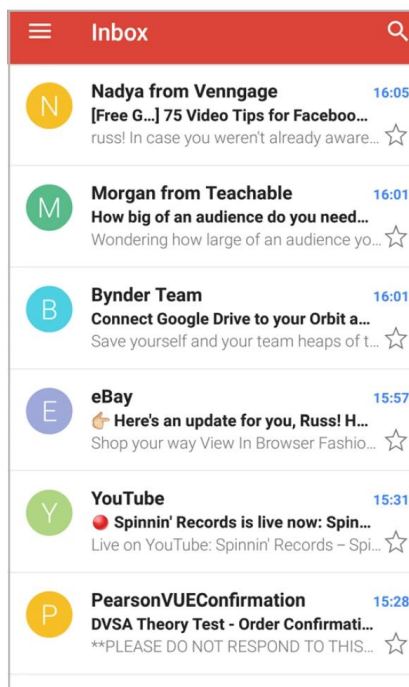 Inbox
N
Nadya from Venngage 16:05
[Free G...] 75 Video Tips for Faceboo...
russ! In case you weren't already aware...
M
Morgan from Teachable 16:01
How big of an audience do you need...
Wondering how large of an audience yo...
B
Bynder Team 16:01
Connect Google Drive to your Orbit a...
Save yourself and your team heaps of t...
E
eBay 15:57
👉🏼 Here's an update for you, Russ! H...
Shop your way View In Browser Fashio...
Y
YouTube 15:31
🔴 Spinnin' Records is live now: Spin...
Live on YouTube: Spinnin' Records – Spi...
P
PearsonVUEConfirmation 15:28
DVSA Theory Test - Order Confirmati...
**PLEASE DO NOT RESPOND TO THIS...